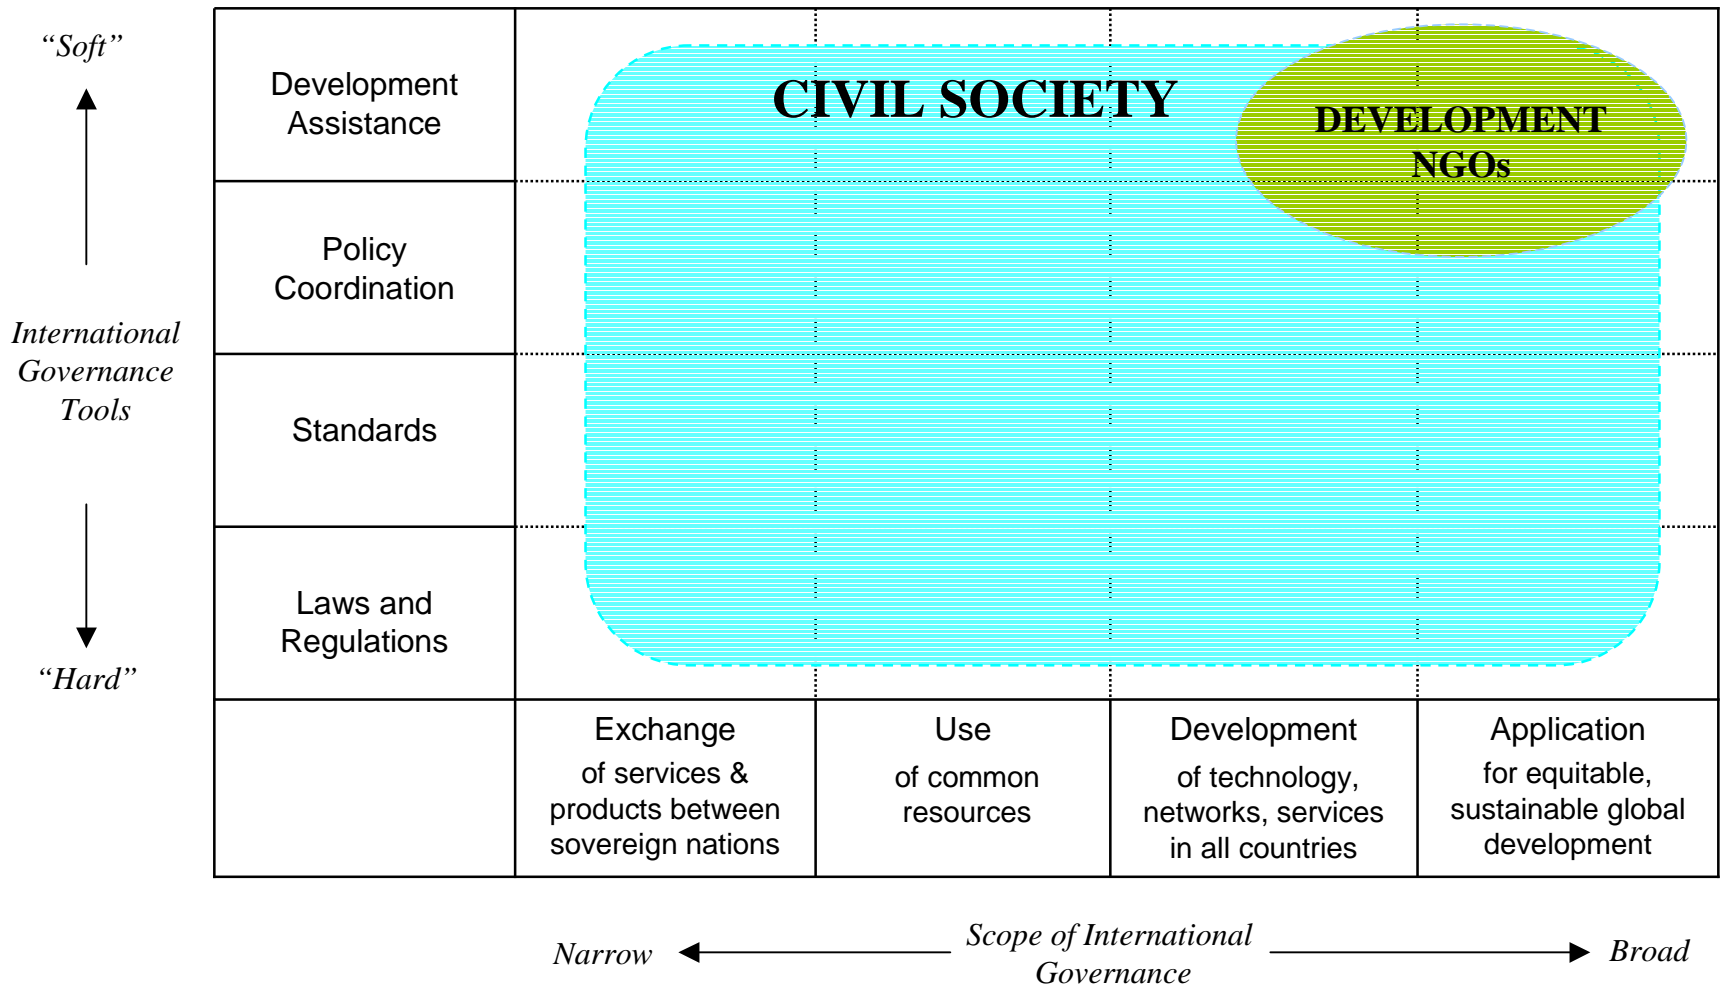 “Soft”
International
Governance
Tools
“Hard”
Development
Assistance
Policy
Coordination
Standards
Laws and
Regulations
CIVIL SOCIETY
DEVELOPMENT
NGOs
Exchange
of services &
products between
sovereign nations
Use
of common
resources
Development
of technology,
networks, services
in all countries
Application
for equitable,
sustainable global
development
Narrow
Scope of International
Governance
Broad